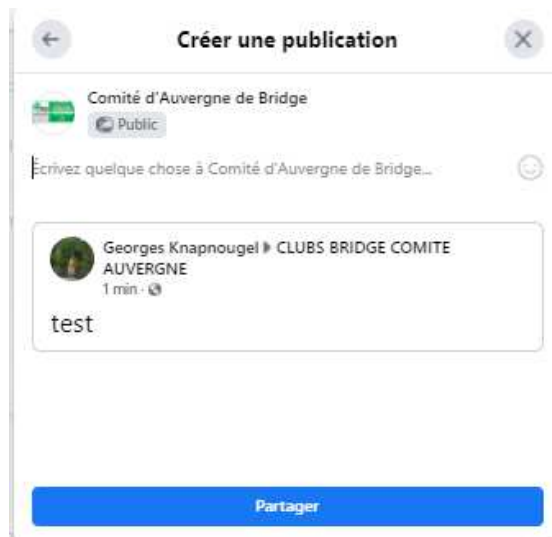 Créer une publication
Comité d'Auvergne de Bridge
Public
Écrivez quelque chose à Comité d'Auvergne de Bridge...
Georges Knapnougel ▸ CLUBS BRIDGE COMITE
AUVERGNE
1 min ·
test
Partager